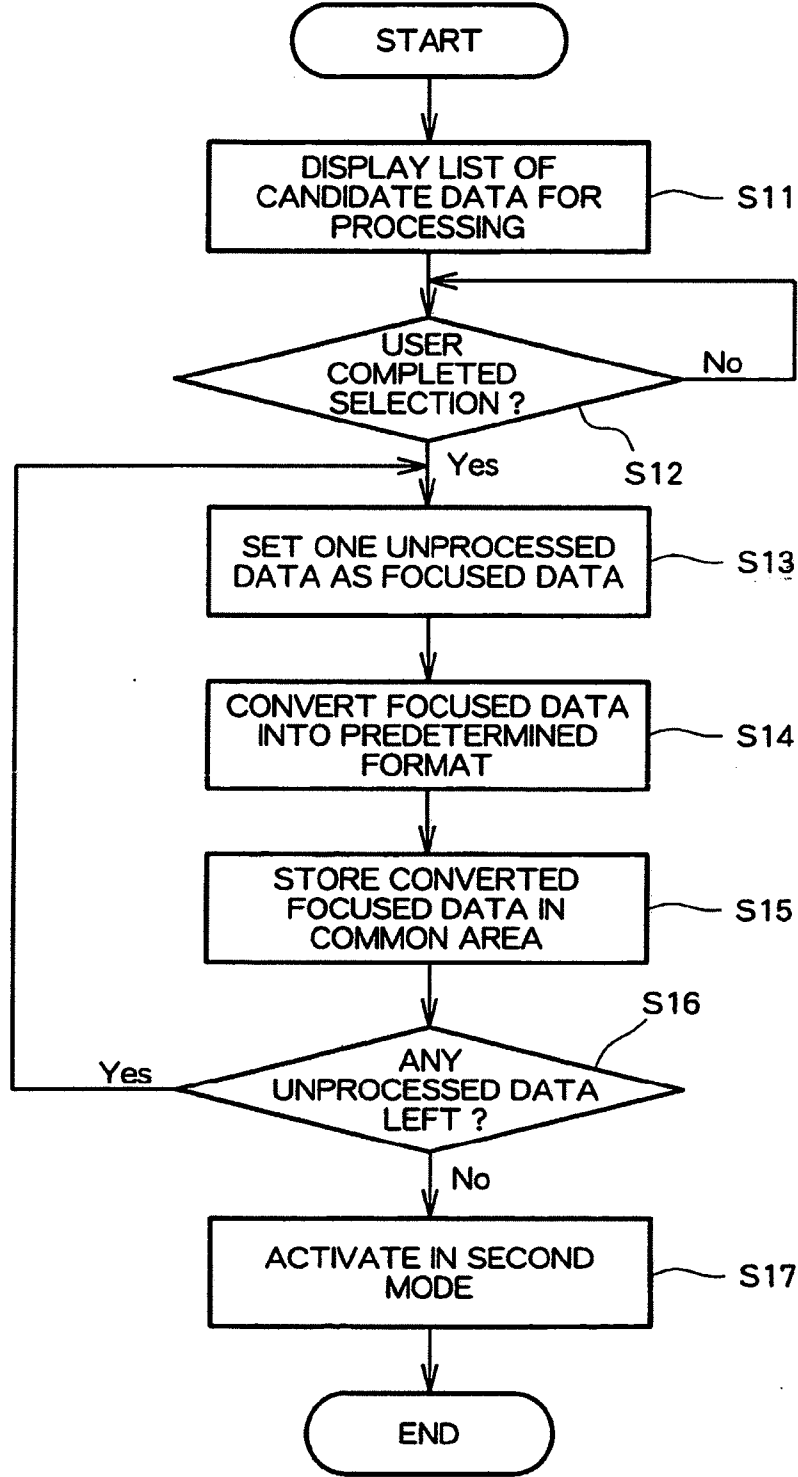 START
DISPLAY LIST OF
CANDIDATE DATA FOR
PROCESSING
S11
USER
COMPLETED
SELECTION ?
No
S12
Yes
SET ONE UNPROCESSED
DATA AS FOCUSED DATA
S13
CONVERT FOCUSED DATA
INTO PREDETERMINED
FORMAT
S14
STORE CONVERTED
FOCUSED DATA IN
COMMON AREA
S15
S16
ANY
UNPROCESSED DATA
LEFT ?
Yes
No
ACTIVATE IN SECOND
MODE
S17
END